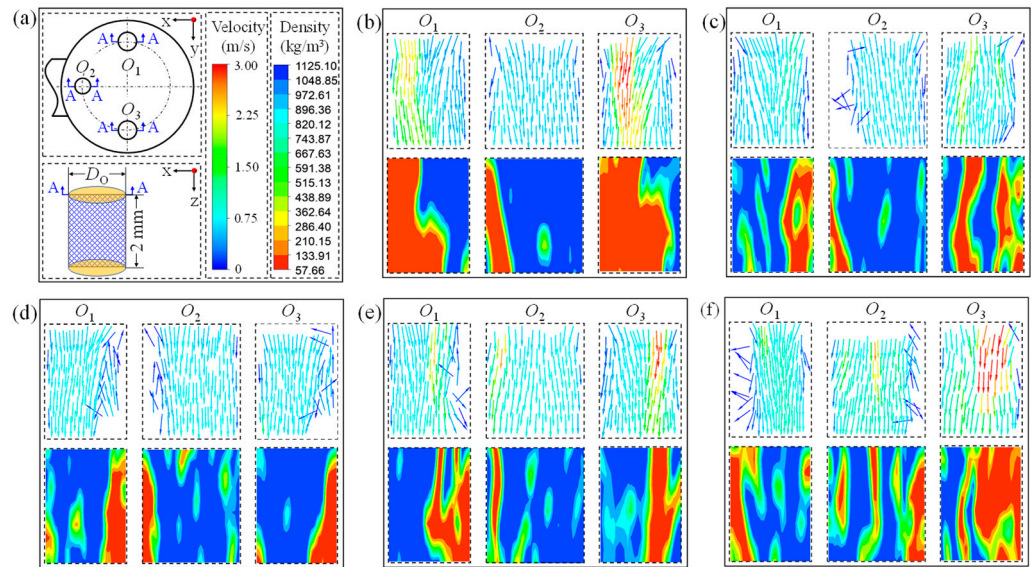 (a)
x
y
A A
O1
O2
A A
O3
A A
Velocity
(m/s)
3.00
2.25
1.50
0.75
0
Density
(kg/m³)
1125.10
1048.85
972.61
896.36
820.12
743.87
667.63
591.38
515.13
438.89
362.64
286.40
210.15
133.91
57.66
A DO A
x
z
2 mm
(b)
O1 O2 O3
(c)
O1 O2 O3
(d)
O1 O2 O3
(e)
O1 O2 O3
(f)
O1 O2 O3